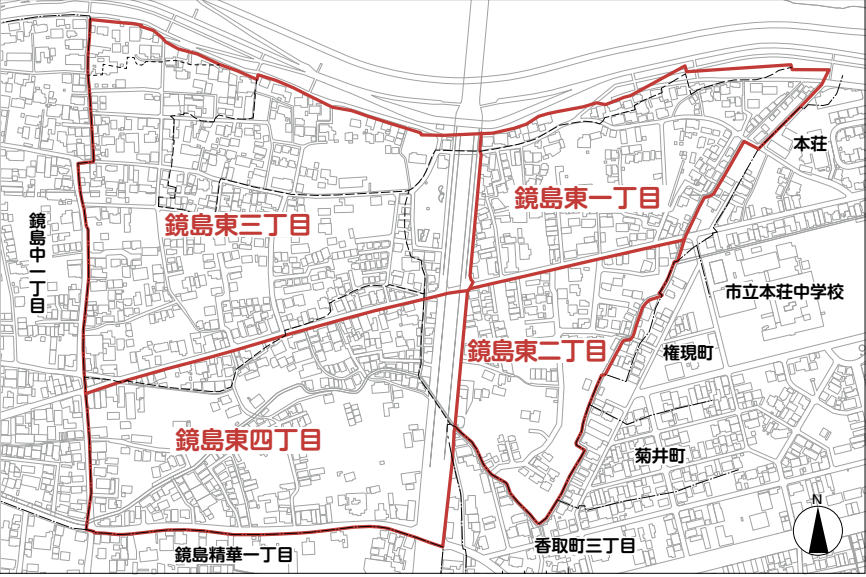 本荘
鏡島東一丁目
鏡島東三丁目
鏡島中一丁目
市立本荘中学校
鏡島東二丁目
権現町
鏡島東四丁目
菊井町
N
香取町三丁目
鏡島精華一丁目